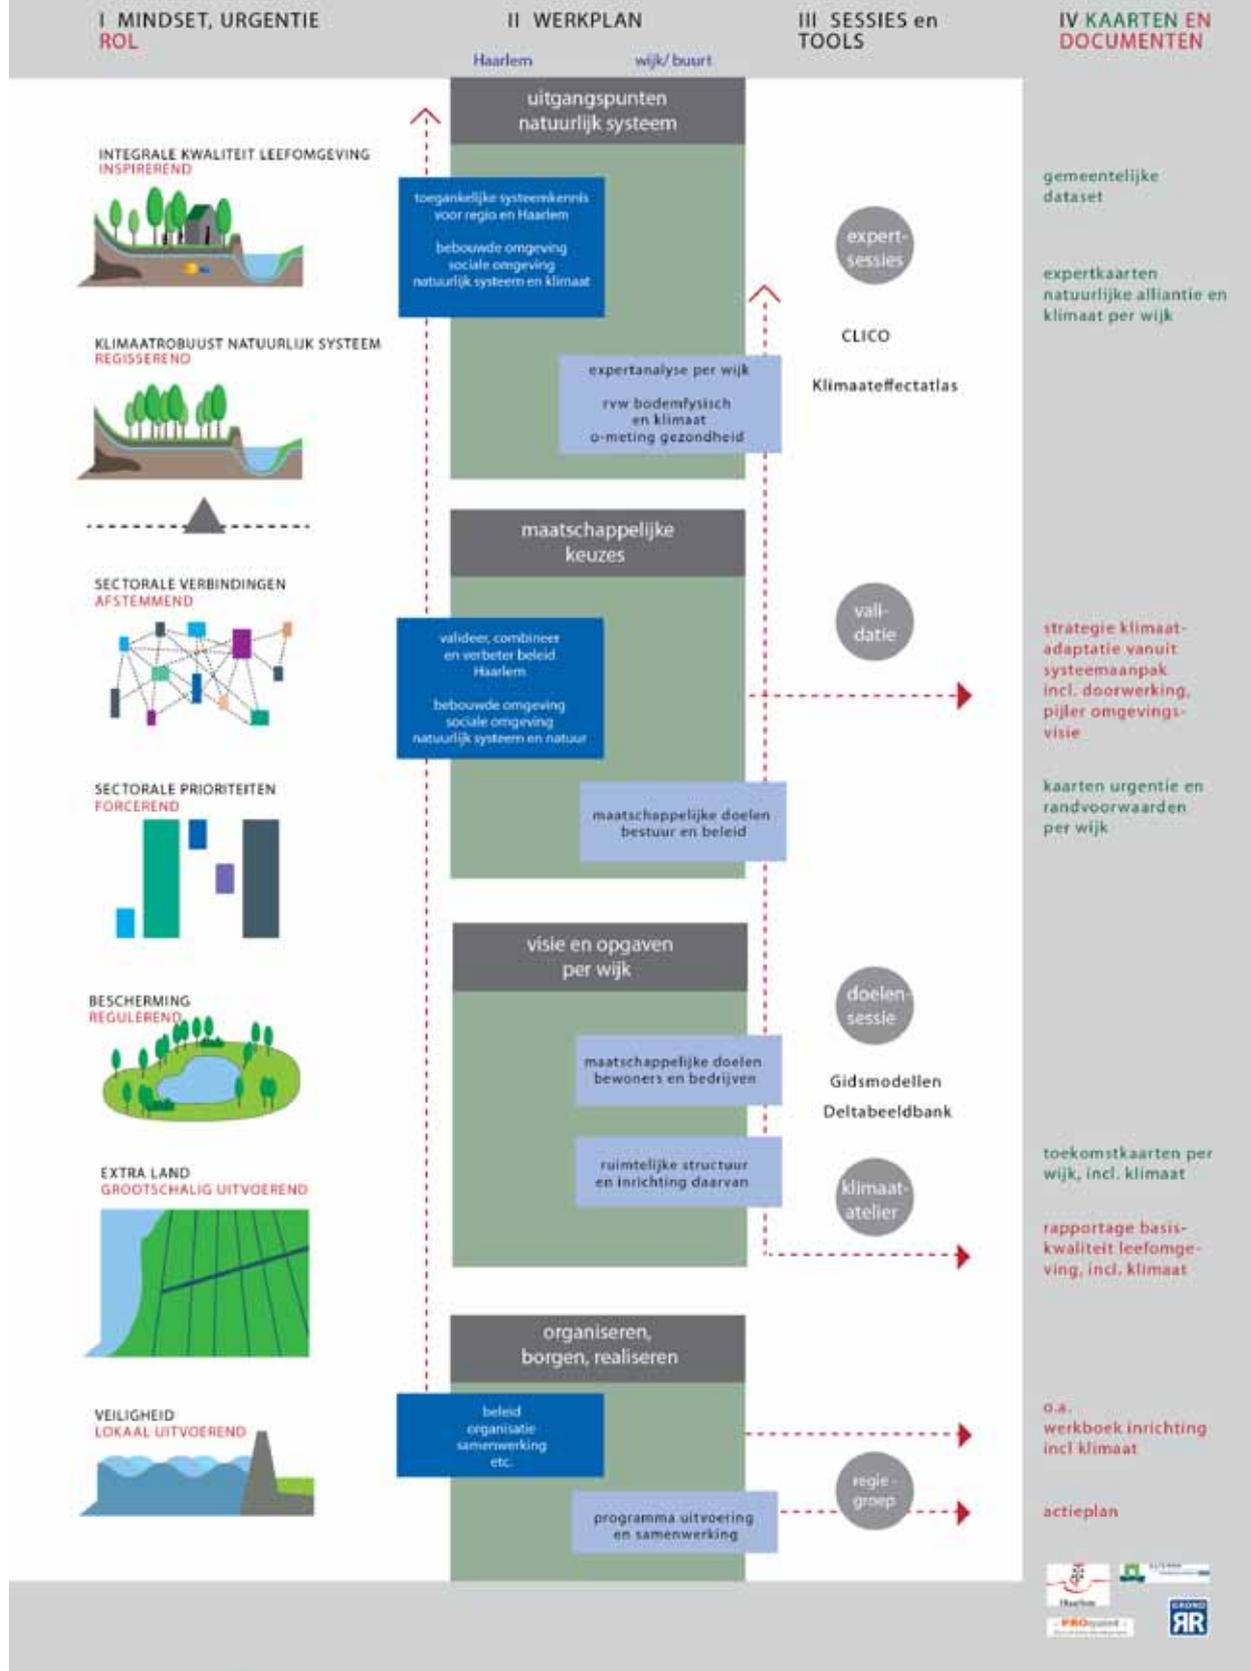 I MINDSET, URGENTIE
ROL
II WERKPLAN
Haarlem
wijk/ buurt
III SESSIES en
TOOLS
IV KAARTEN EN
DOCUMENTEN
INTEGRALE KWALITEIT LEEFOMGEVING
INSPIREREND
KLIMAATROBUUST NATUURLIJK SYSTEEM
REGISSEREND
SECTORALE VERBINDINGEN
AFSTEMMEND
SECTORALE PRIORITEITEN
FORCEREND
BESCHERMING
REGULEREND
EXTRA LAND
GROOTSCHALIG UITVOEREND
VEILIGHEID
LOKAAL UITVOEREND
uitgangspunten
natuurlijk systeem
toegankelijke systeemkennis
voor regio en Haarlem
bebouwde omgeving
sociale omgeving
natuurlijk systeem en klimaat
expertanalyse per wijk
rvw bodemfysisch
en klimaat
o-meting gezondheid
maatschappelijke
keuzes
valideer, combineer
en verbeter beleid
Haarlem
bebouwde omgeving
sociale omgeving
natuurlijk systeem en natuur
maatschappelijke doelen
bestuur en beleid
visie en opgaven
per wijk
maatschappelijke doelen
bewoners en bedrijven
ruimtelijke structuur
en inrichting daarvan
organiseren,
borgen, realiseren
beleid
organisatie
samenwerking
etc.
programma uitvoering
en samenwerking
expert-
sessies
CLICO
Klimaateffectatlas
vali-
datie
doelen-
sessie
Gidsmodellen
Deltabeeldbank
klimaat-
atelier
regie -
groep
gemeentelijke
dataset
expertkaarten
natuurlijke alliantie en
klimaat per wijk
strategie klimaat-
adaptatie vanuit
systeemaanpak
incl. doorwerking,
pijler omgevings-
visie
kaarten urgentie en
randvoorwaarden
per wijk
toekomstkaarten per
wijk, incl. klimaat
rapportage basis-
kwaliteit leefomge-
ving, incl. klimaat
o.a.
werkboek inrichting
incl klimaat
actieplan
Haarlem
GROND
RR